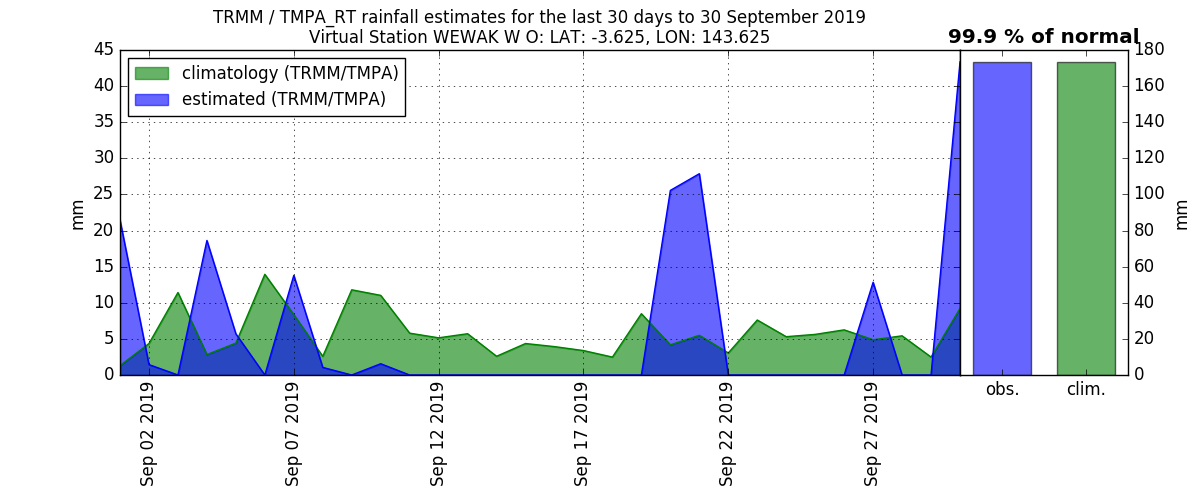 TRMM / TMPA_RT rainfall estimates for the last 30 days to 30 September 2019
Virtual Station WEWAK W O: LAT: -3.625, LON: 143.625
99.9 % of normal
climatology (TRMM/TMPA)
estimated (TRMM/TMPA)
45
40
35
30
25
20
15
10
5
0
mm
180
160
140
120
100
80
60
40
20
0
mm
Sep 02 2019
Sep 07 2019
Sep 12 2019
Sep 17 2019
Sep 22 2019
Sep 27 2019
obs.
clim.